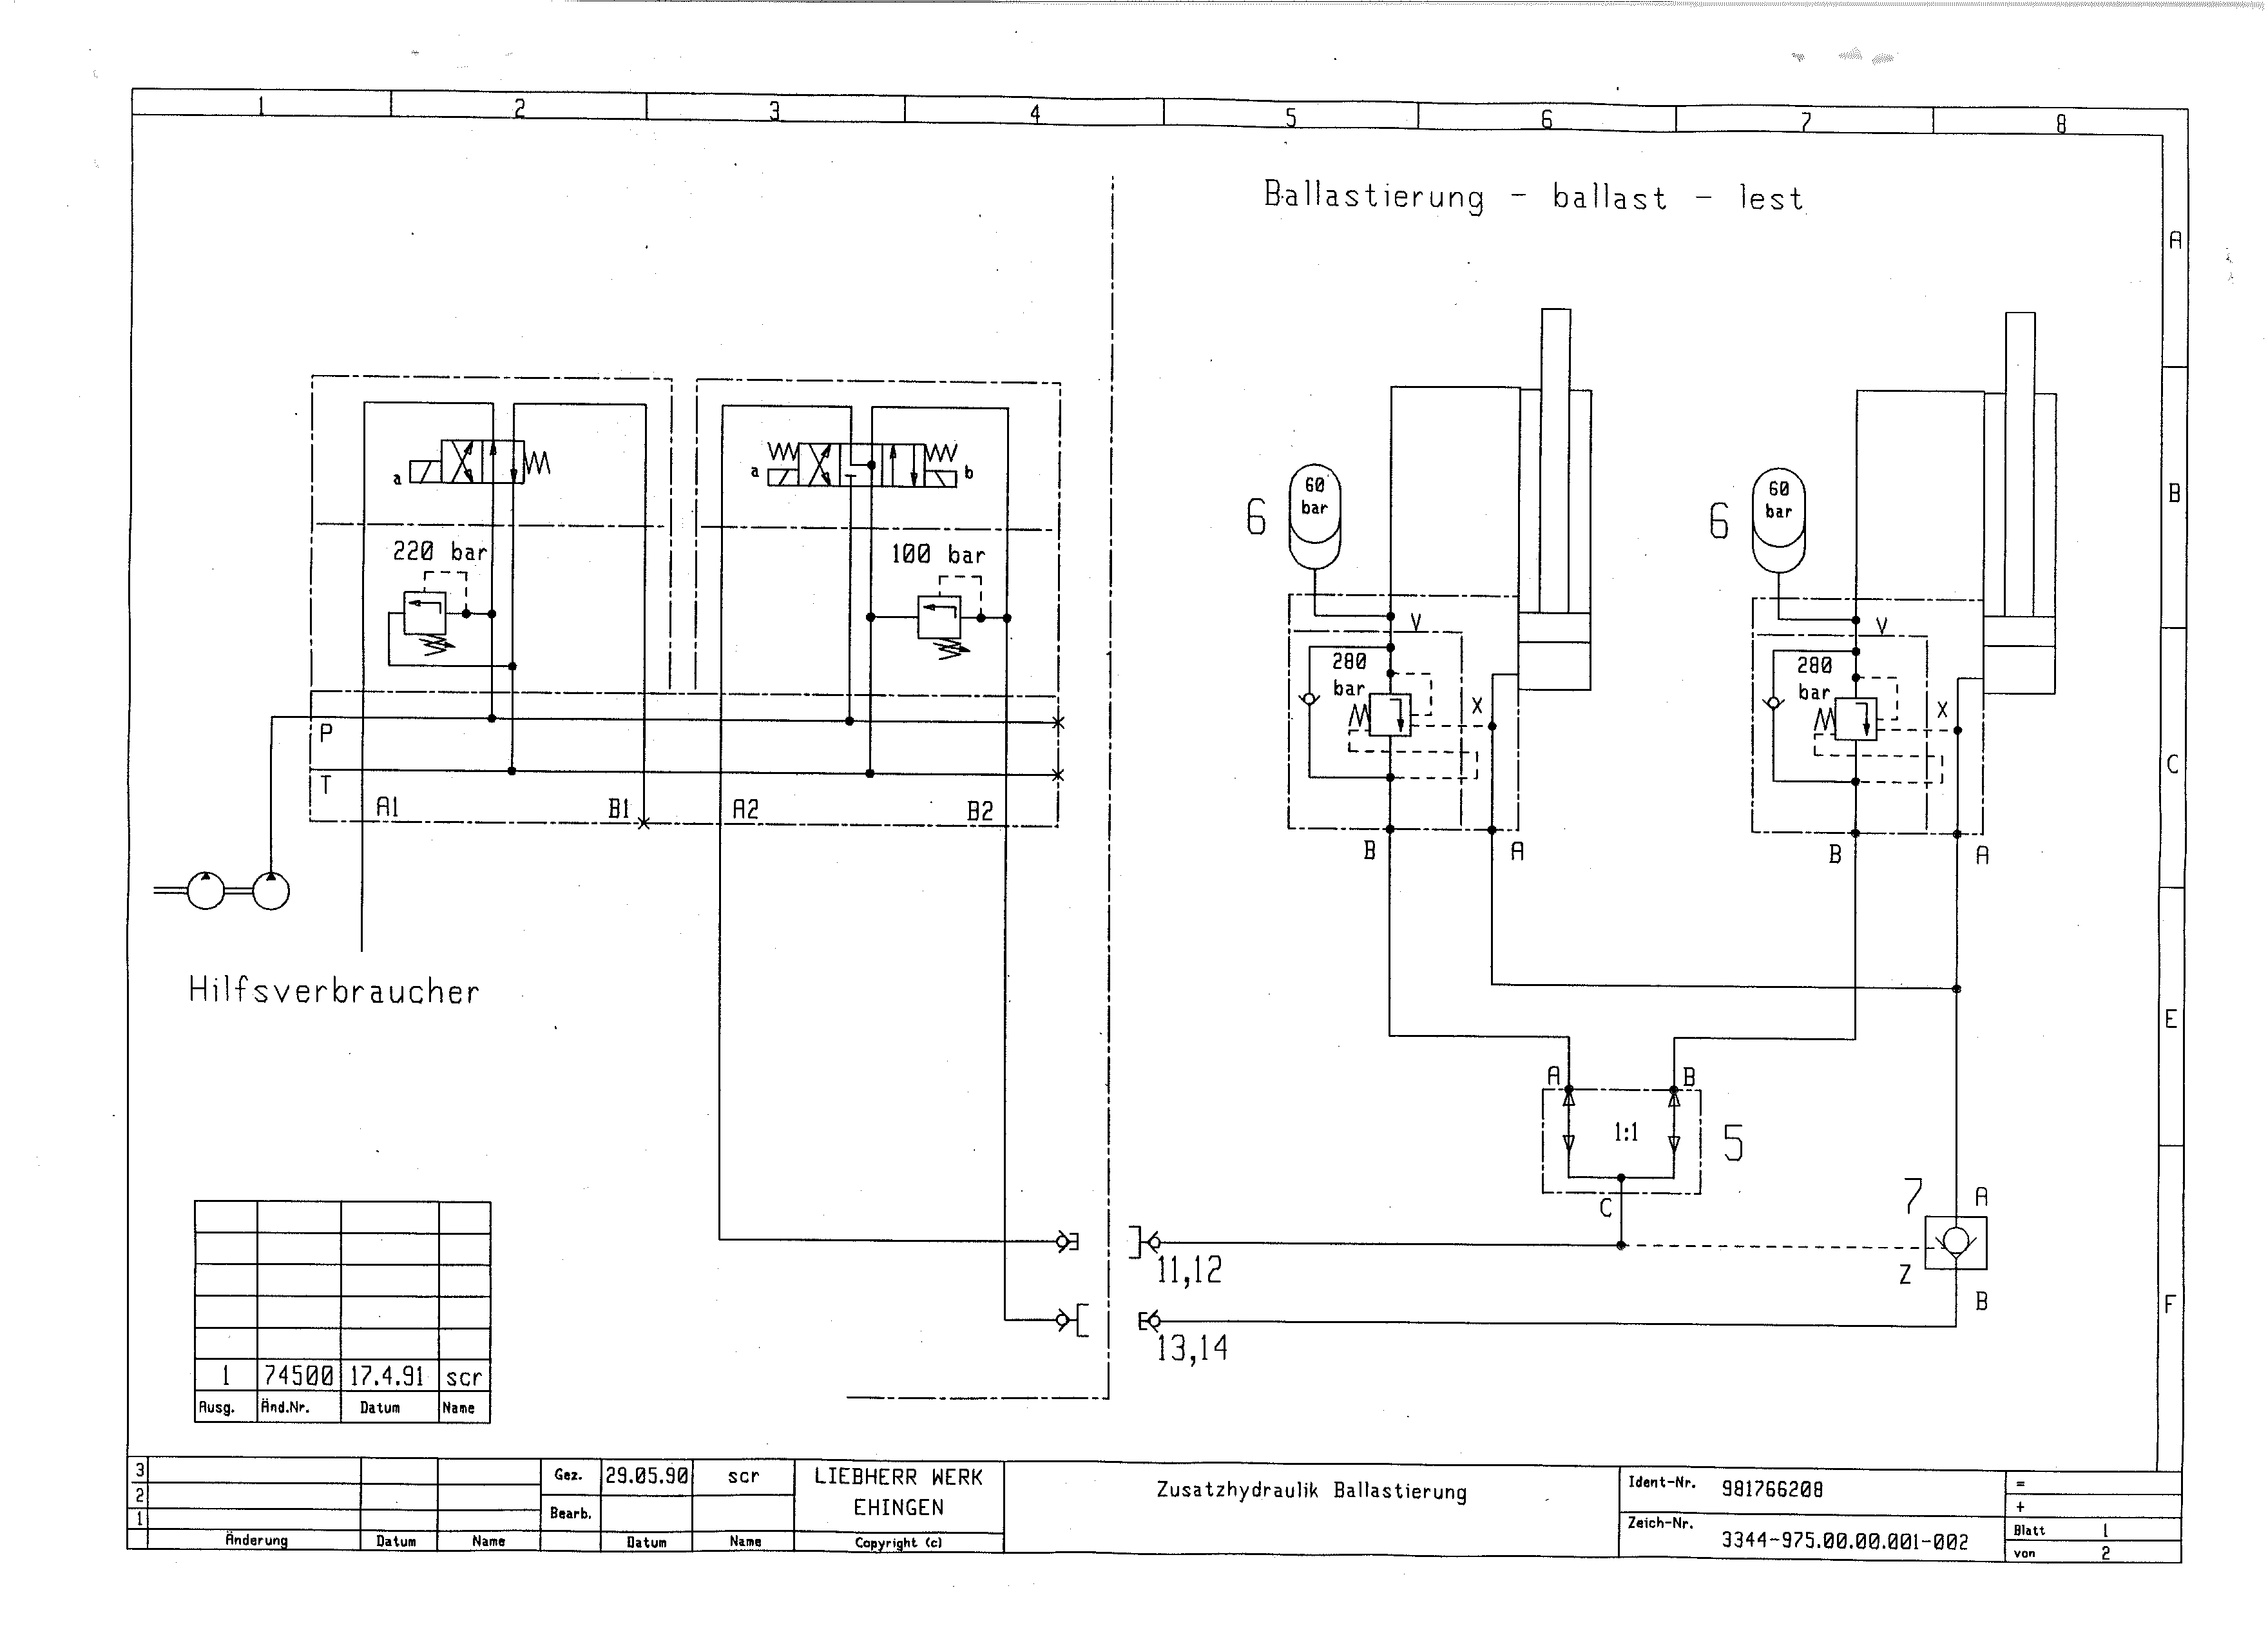 1 2 3 4 5 6 7 8
Ballastierung - ballast - lest
A
B
C
E
F
a
a b
220 bar
100 bar
P
T
A1 B1 A2 B2
Hilfsverbraucher
6
60
bar
6
60
bar
V
280
bar
X
B A
V
280
bar
X
B A
A B
1:1
5
C
7
A
Z
B
11,12
13,14
1 74500 17.4.91 scr
Ausg. Änd.Nr. Datum Name
3
2
1
Änderung Datum Name
Gez. 29.05.90 scr
Bearb.
Datum Name
LIEBHERR WERK
EHINGEN
Copyright (c)
Zusatzhydraulik Ballastierung
Ident-Nr. 981766208
Zeich-Nr. 3344-975.00.00.001-002
=
+
Blatt 1
von 2